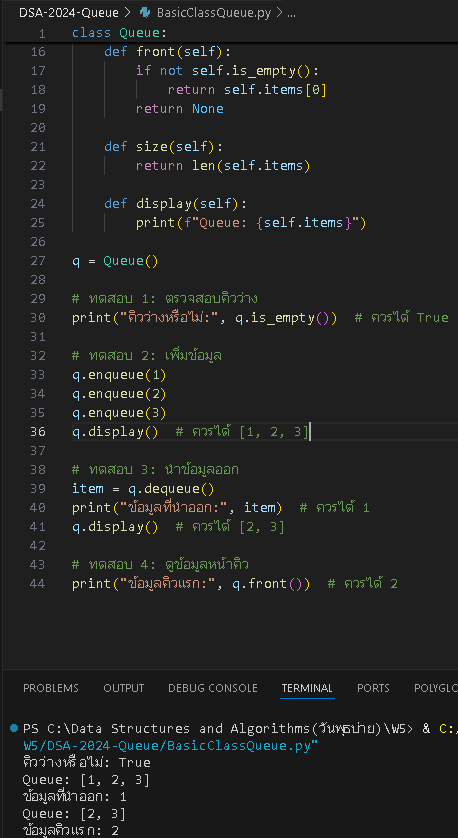 DSA-2024-Queue > BasicClassQueue.py > ...
1 class Queue:
16 def front(self):
17 if not self.is_empty():
18 return self.items[0]
19 return None
20
21 def size(self):
22 return len(self.items)
23
24 def display(self):
25 print(f"Queue: {self.items}")
26
27 q = Queue()
28
29 # ทดสอบ 1: ตรวจสอบคิวว่าง
30 print("คิวว่างหรือไม่:", q.is_empty()) # ควรได้ True
31
32 # ทดสอบ 2: เพิ่มข้อมูล
33 q.enqueue(1)
34 q.enqueue(2)
35 q.enqueue(3)
36 q.display() # ควรได้ [1, 2, 3]
37
38 # ทดสอบ 3: นำข้อมูลออก
39 item = q.dequeue()
40 print("ข้อมูลที่นำออก:", item) # ควรได้ 1
41 q.display() # ควรได้ [2, 3]
42
43 # ทดสอบ 4: ดูข้อมูลหน้าคิว
44 print("ข้อมูลคิวแรก:", q.front()) # ควรได้ 2
PROBLEMS OUTPUT DEBUG CONSOLE TERMINAL PORTS POLYGLO
PS C:\Data Structures and Algorithms(วันพุธบ่าย)\W5> & C:/
W5/DSA-2024-Queue/BasicClassQueue.py"
คิวว่างหรือไม่: True
Queue: [1, 2, 3]
ข้อมูลที่นำออก: 1
Queue: [2, 3]
ข้อมูลคิวแรก: 2